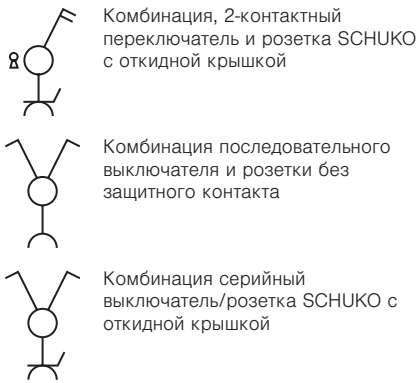 Комбинация, 2-контактный
переключатель и розетка SCHUKO
с откидной крышкой
Комбинация последовательного
выключателя и розетки без
защитного контакта
Комбинация серийный
выключатель/розетка SCHUKO с
откидной крышкой